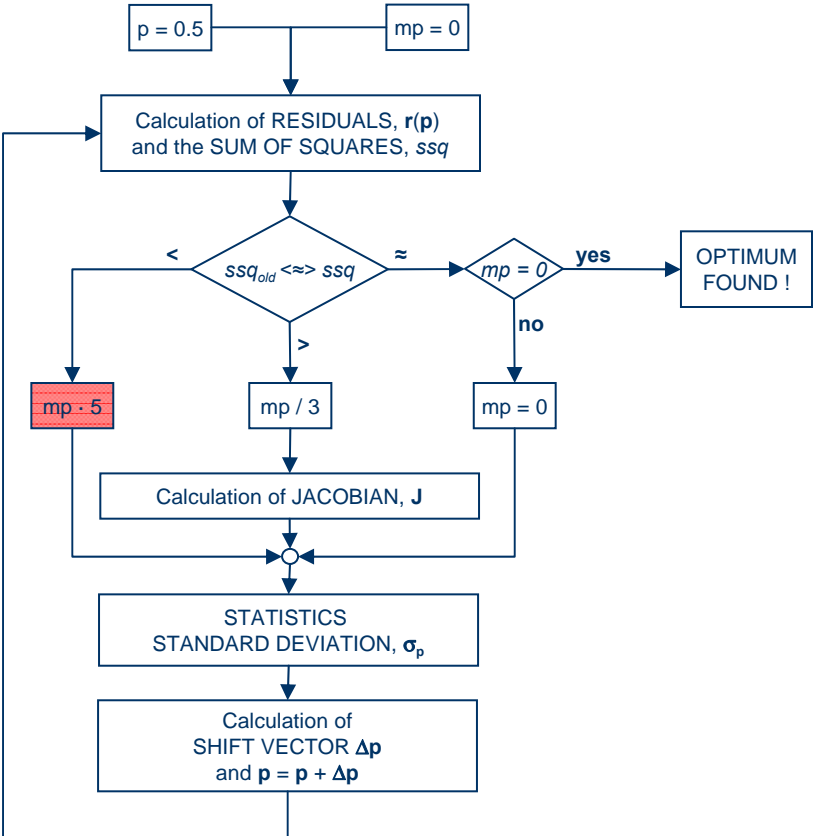 p = 0.5
mp = 0
Calculation of RESIDUALS, r(p)
and the SUM OF SQUARES, ssq
<
ssq_old <≈> ssq
≈
mp = 0
yes
OPTIMUM
FOUND !
>
no
mp · 5
mp / 3
mp = 0
Calculation of JACOBIAN, J
STATISTICS
STANDARD DEVIATION, σ_p
Calculation of
SHIFT VECTOR Δp
and p = p + Δp